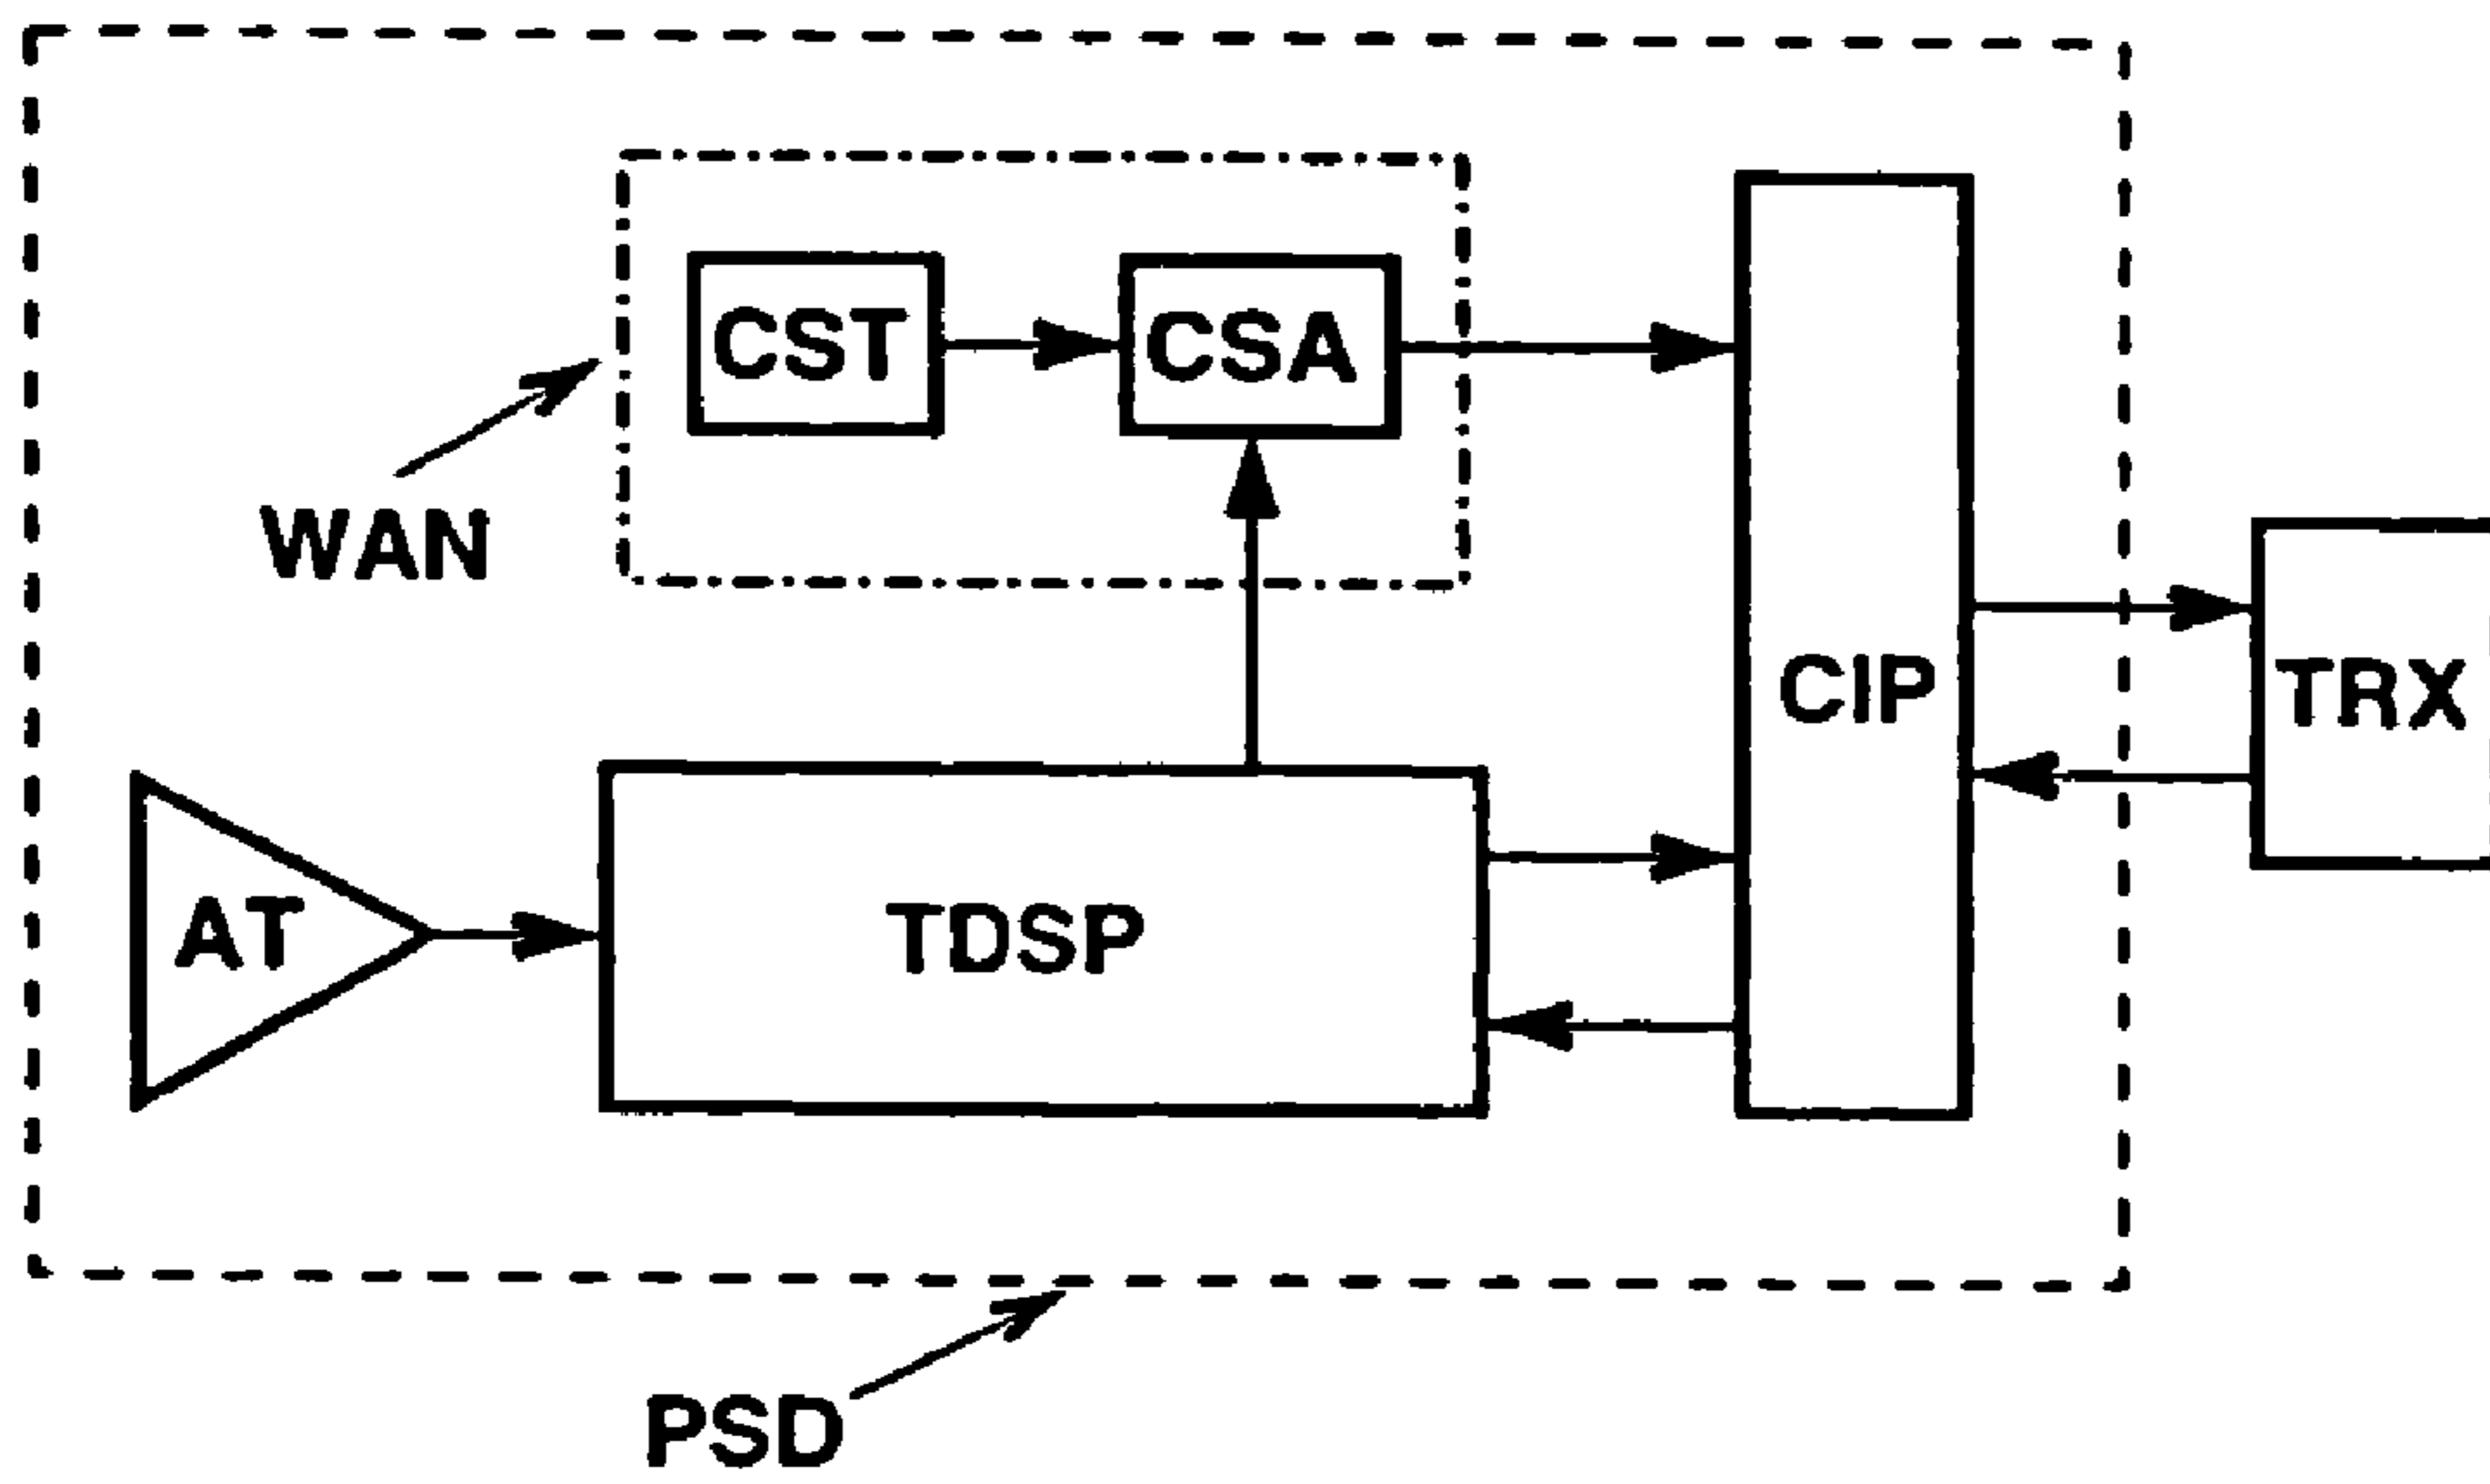 CST
CSA
WAN
CIP
TRX
AT
TDSP
PSD